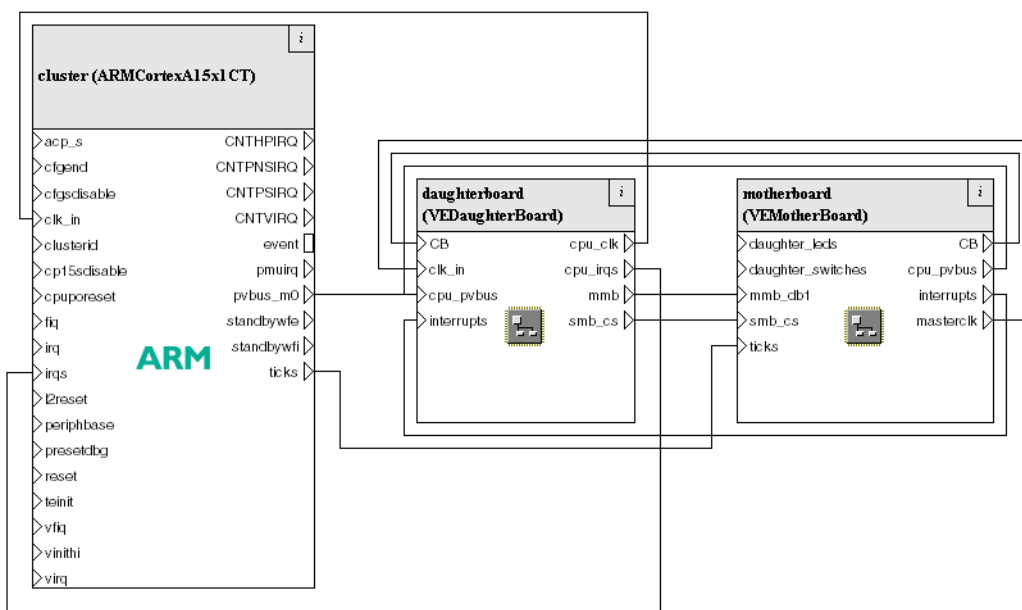 i
cluster (ARMCortexA15x1CT)
acp_s
CNTHPIRQ
cfgend
CNTPNSIRQ
cfgsdisable
CNTPSIRQ
clk_in
CNTVIRQ
clusterid
event
cp15sdisable
pmuirq
cpuporeset
pvbus_m0
fiq
standbywfe
irq
standbywfi
irqs
ticks
l2reset
periphbase
presetdbg
reset
teinit
vfiq
vinithi
virq
ARM
daughterboard
i
(VEDaughterBoard)
CB
cpu_clk
clk_in
cpu_irqs
cpu_pvbus
mmb
interrupts
smb_cs
motherboard
i
(VEMotherBoard)
daughter_leds
CB
daughter_switches
cpu_pvbus
mmb_db1
interrupts
smb_cs
masterclk
ticks